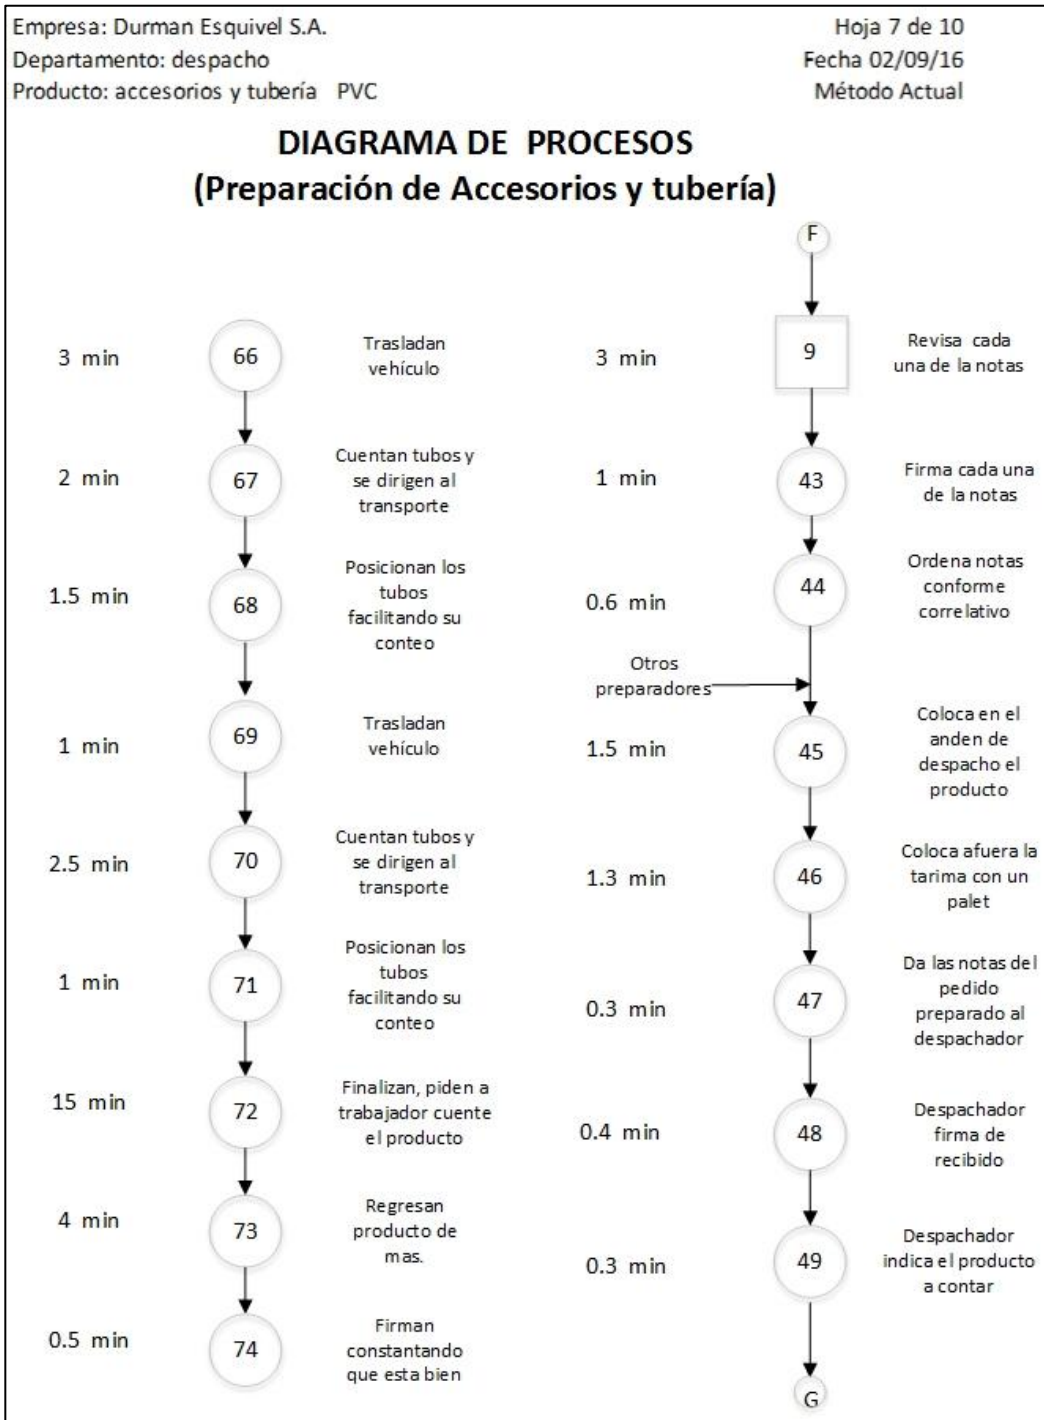 Empresa: Durman Esquivel S.A.
Hoja 7 de 10
Departamento: despacho
Fecha 02/09/16
Producto: accesorios y tubería PVC
Método Actual
DIAGRAMA DE PROCESOS
(Preparación de Accesorios y tubería)
3 min
66
Trasladan
vehículo
2 min
67
Cuentan tubos y
se dirigen al
transporte
1.5 min
68
Posicionan los
tubos
facilitando su
conteo
1 min
69
Trasladan
vehículo
2.5 min
70
Cuentan tubos y
se dirigen al
transporte
1 min
71
Posicionan los
tubos
facilitando su
conteo
15 min
72
Finalizan, piden a
trabajador cuente
el producto
4 min
73
Regresan
producto de
mas.
0.5 min
74
Firman
constantando
que esta bien
F
3 min
9
Revisa cada
una de la notas
1 min
43
Firma cada una
de la notas
0.6 min
44
Ordena notas
conforme
correlativo
Otros
preparadores
1.5 min
45
Coloca en el
anden de
despacho el
producto
1.3 min
46
Coloca afuera la
tarima con un
palet
0.3 min
47
Da las notas del
pedido
preparado al
despachador
0.4 min
48
Despachador
firma de
recibido
0.3 min
49
Despachador
indica el producto
a contar
G